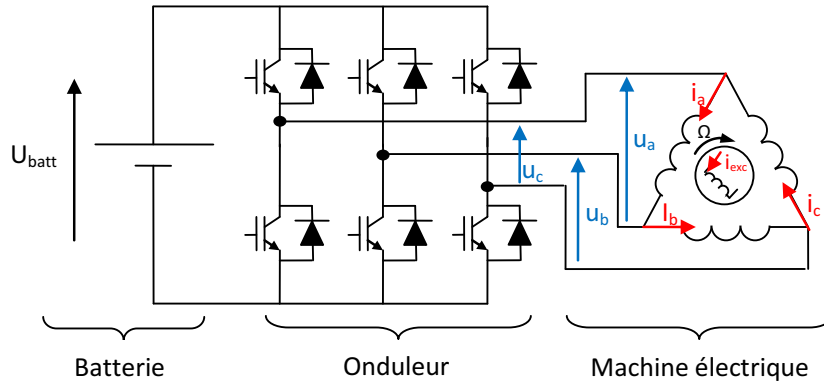 U_batt
u_c
u_a
u_b
i_a
Ω
i_exc
I_b
i_c
Batterie
Onduleur
Machine électrique